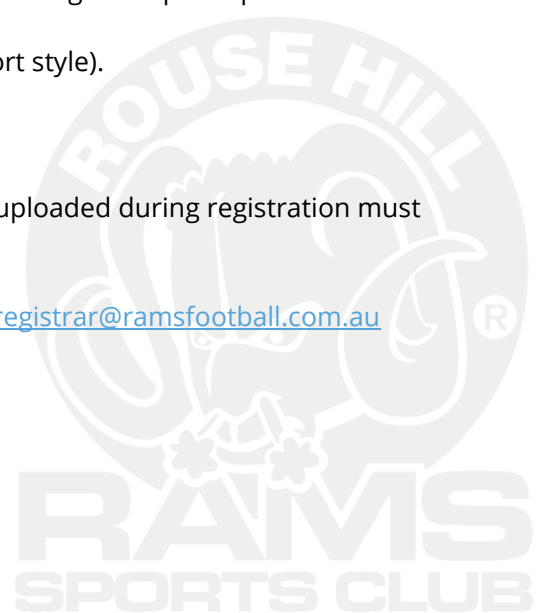 ort style).
uploaded during registration must
registrar@ramsfootball.com.au
ROUSE HILL
®
RAMS
SPORTS CLUB